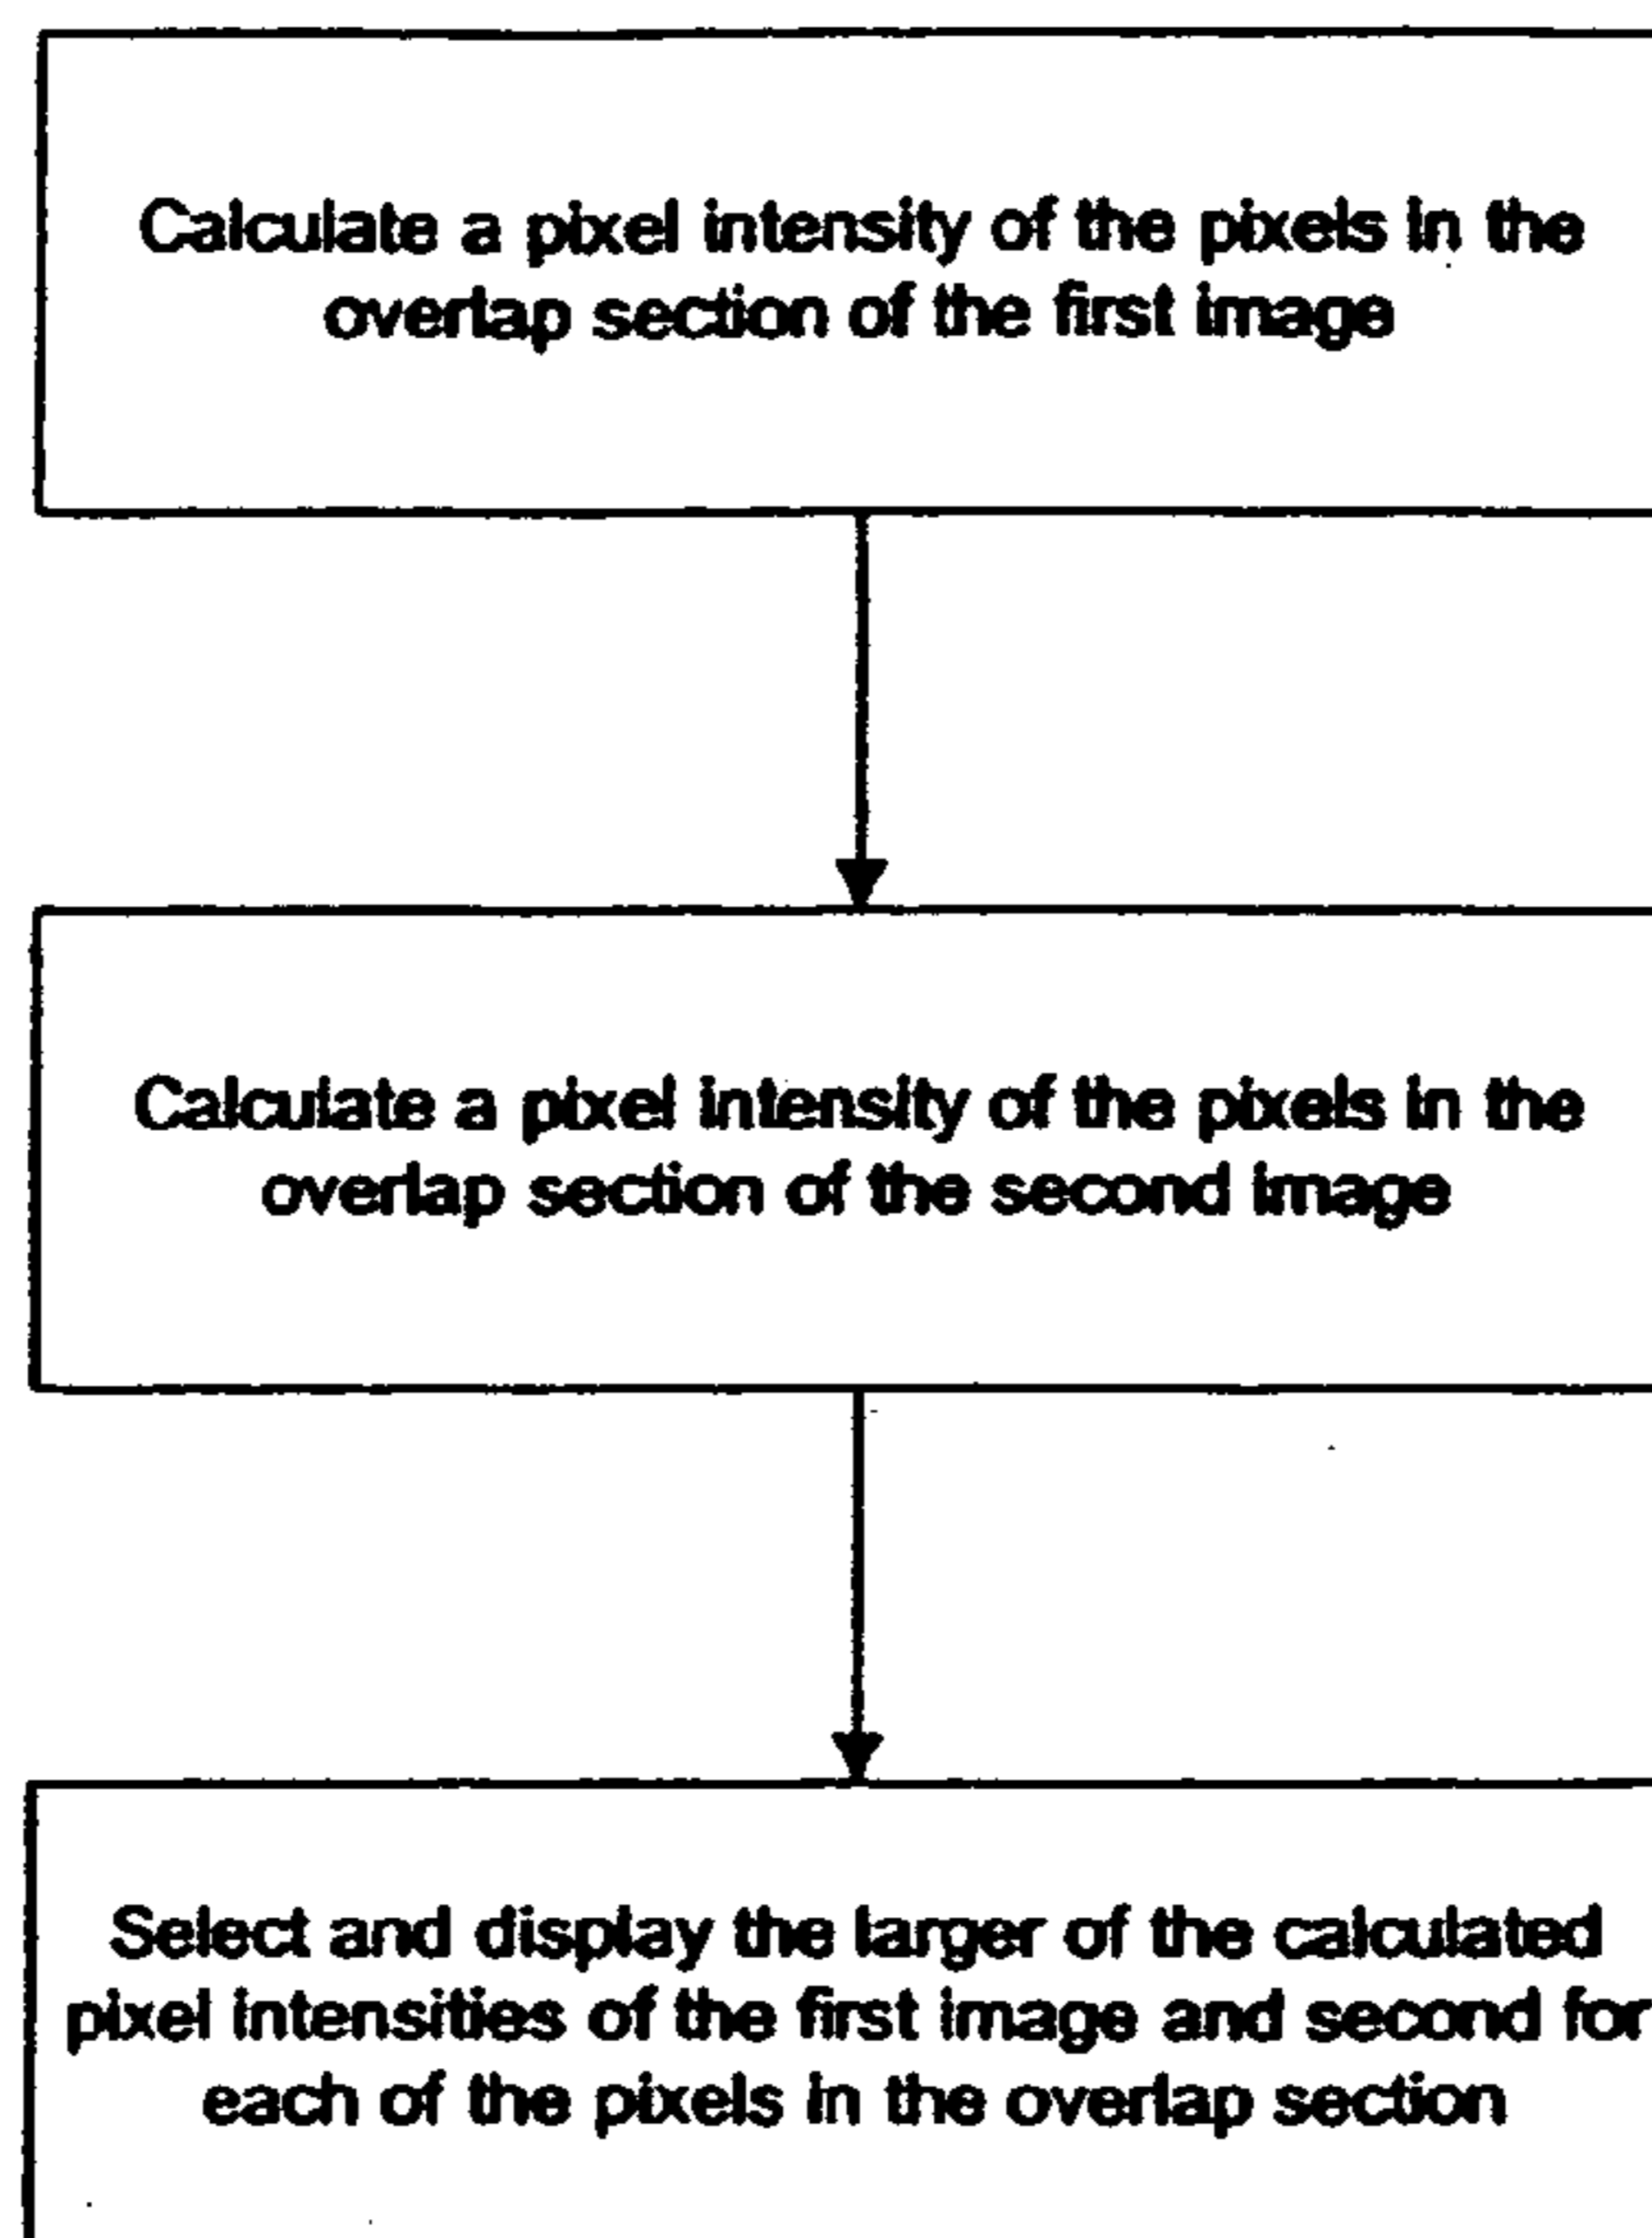 Calculate a pixel intensity of the pixels in the
overlap section of the first image
Calculate a pixel intensity of the pixels in the
overlap section of the second image
Select and display the larger of the calculated
pixel intensities of the first image and second for
each of the pixels in the overlap section